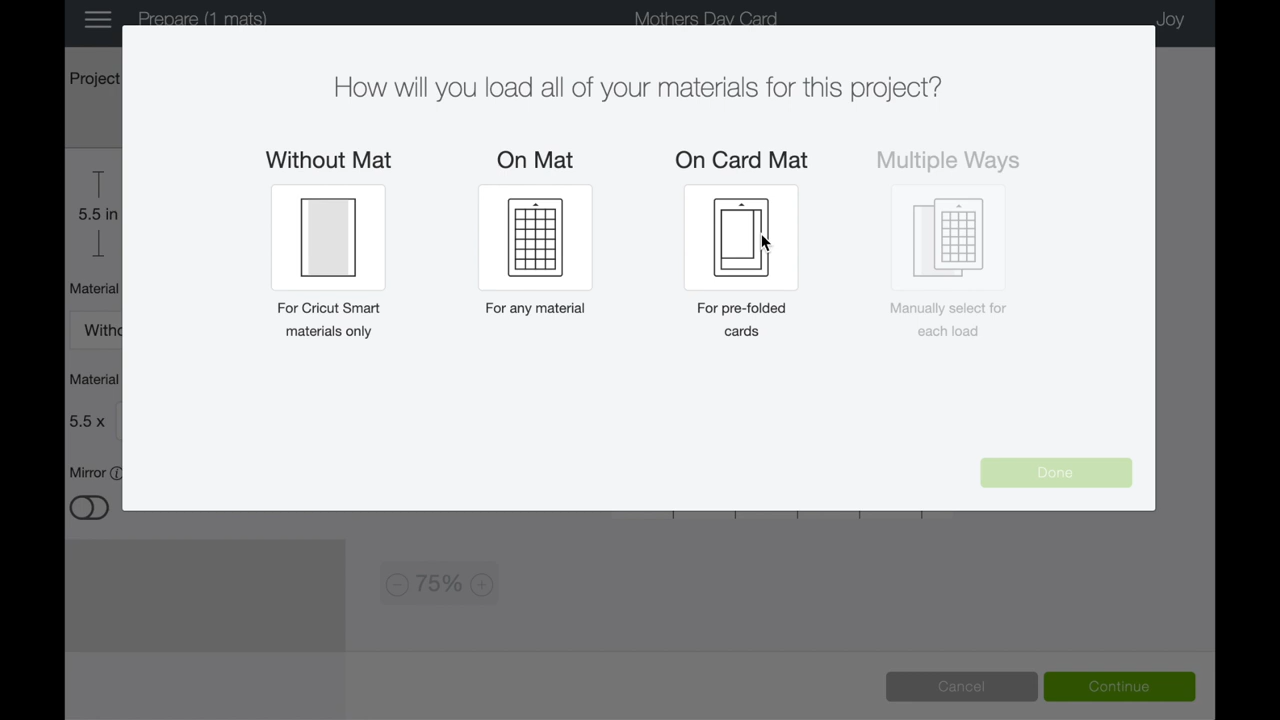 Prepare (1 mats)
Mothers Day Card
Joy
Project
How will you load all of your materials for this project?
Without Mat
For Cricut Smart
materials only
On Mat
For any material
On Card Mat
For pre-folded
cards
Multiple Ways
Manually select for
each load
5.5 in
Material
Material
5.5 x
Mirror
Done
75%
Cancel
Continue